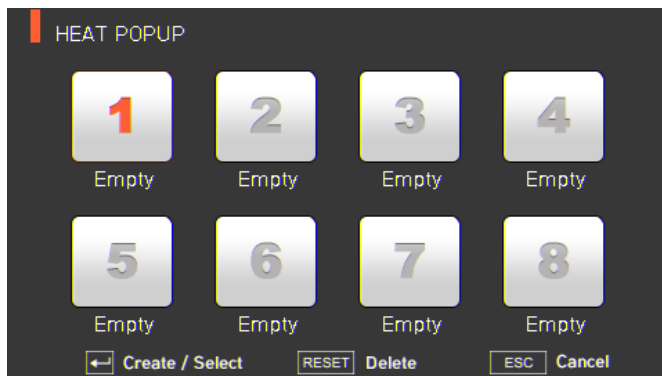 HEAT POPUP
1 2 3 4
Empty Empty Empty Empty
5 6 7 8
Empty Empty Empty Empty
Create / Select RESET Delete ESC Cancel